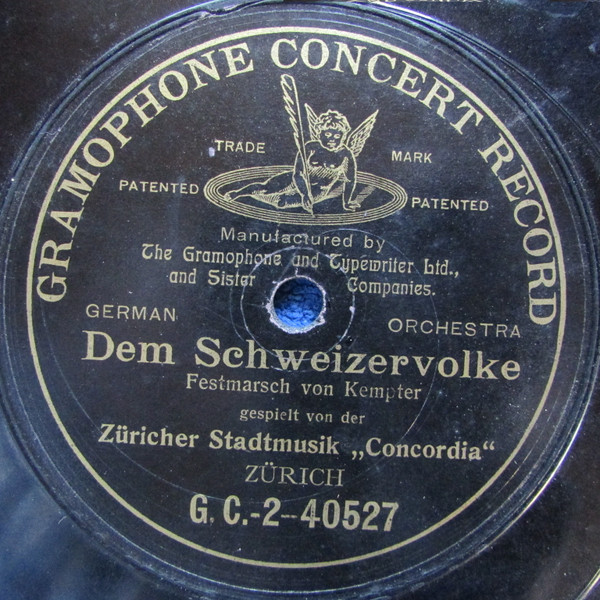 GRAMOPHONE CONCERT RECORD
TRADE MARK
PATENTED PATENTED
Manufactured by
The Gramophone and Typewriter Ltd.,
and Sister Companies.
GERMAN ORCHESTRA
Dem Schweizervolke
Festmarsch von Kempter
gespielt von der
Züricher Stadtmusik „Concordia“
ZÜRICH
G. C.-2-40527